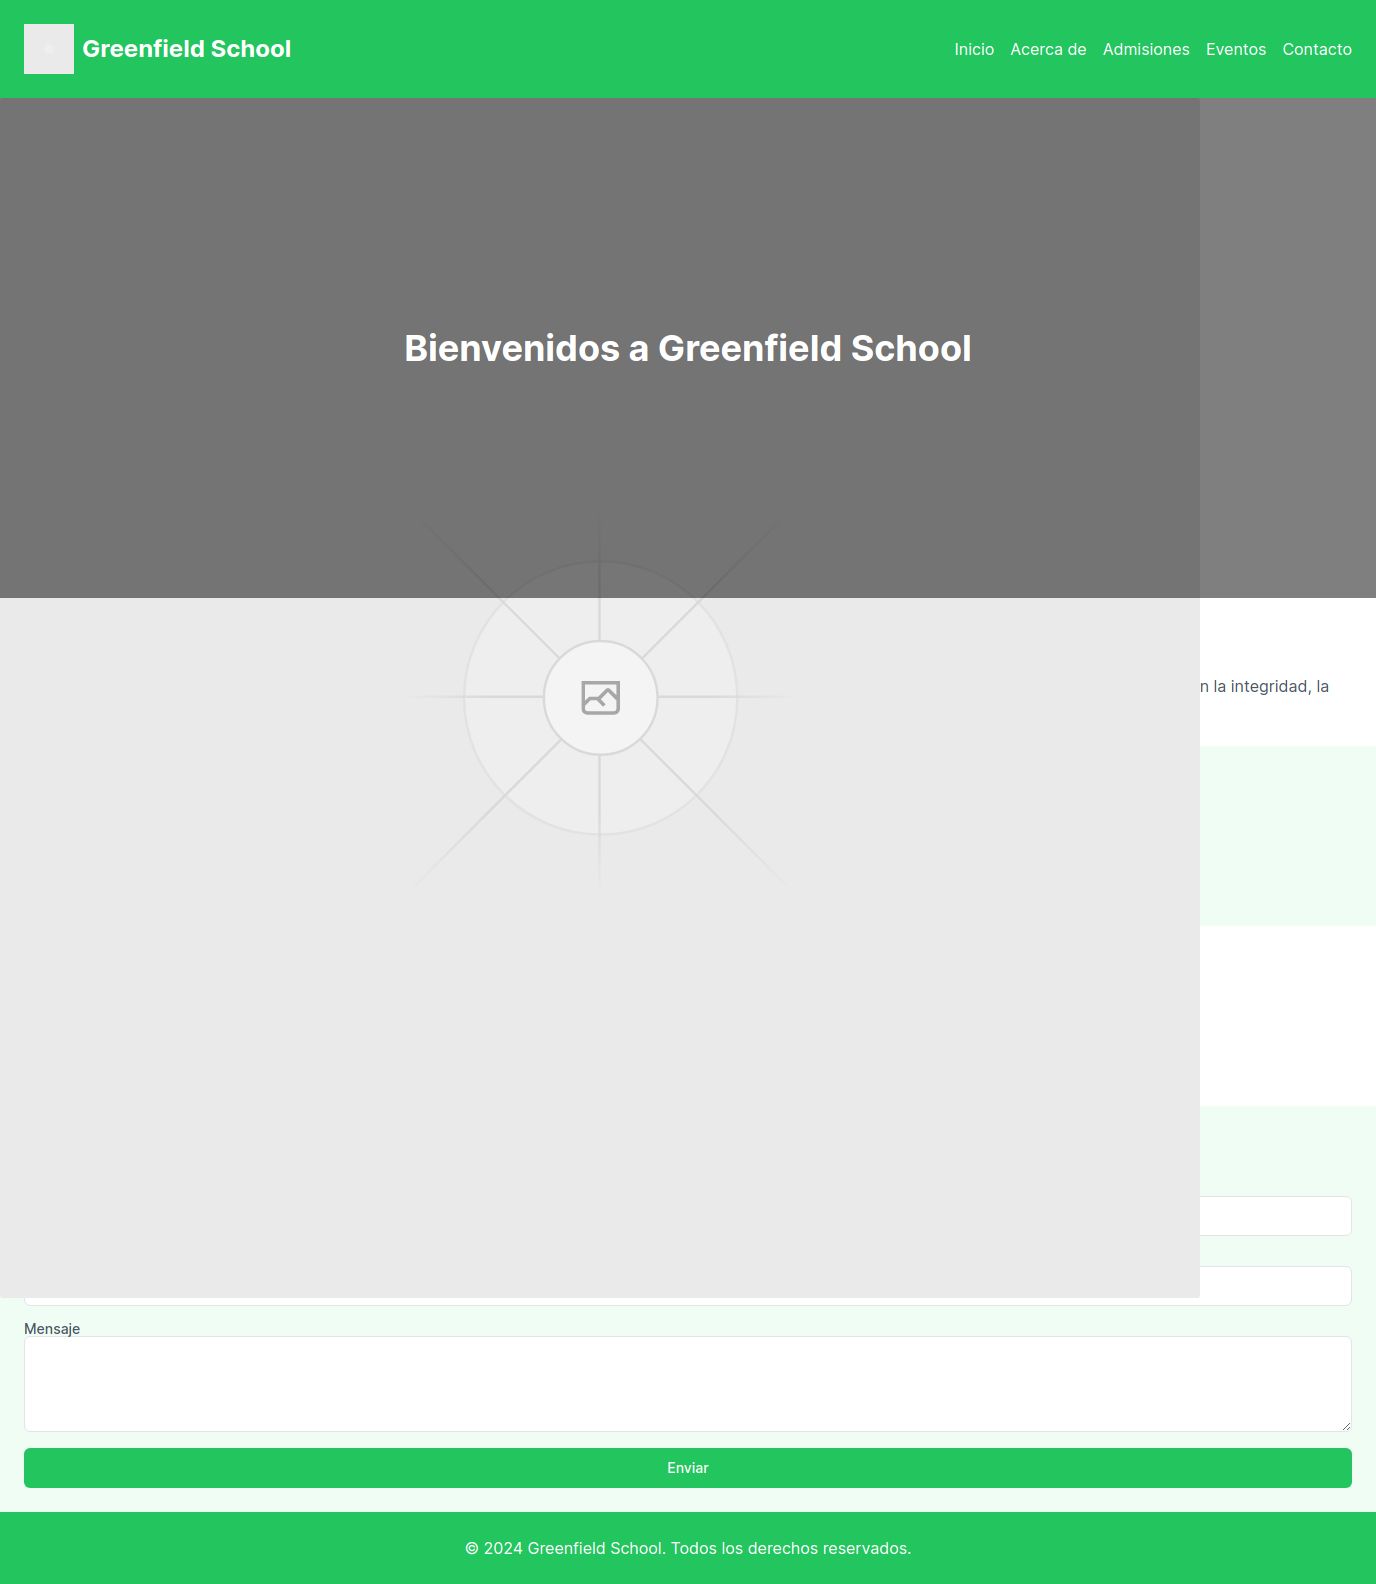 Greenfield School
Inicio Acerca de Admisiones Eventos Contacto
Bienvenidos a Greenfield School
la integridad, la
Mensaje
Enviar
© 2024 Greenfield School. Todos los derechos reservados.